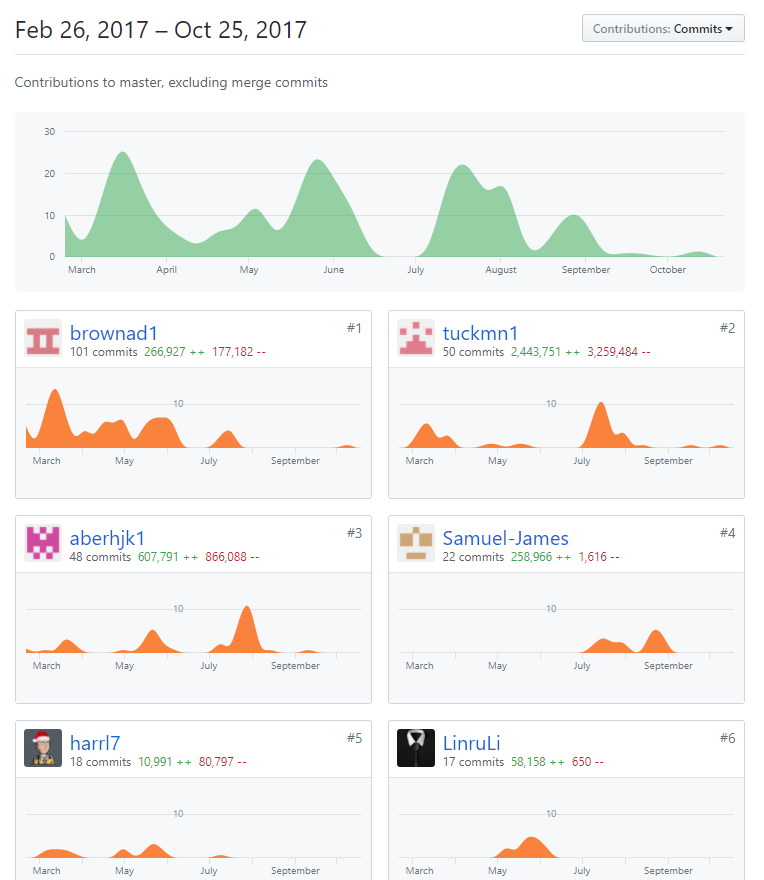 Feb 26, 2017 – Oct 25, 2017
Contributions: Commits
Contributions to master, excluding merge commits
30
20
10
0
March April May June July August September October
brownad1 #1
101 commits 266,927 ++ 177,182 --
10
March May July September
tuckmn1 #2
50 commits 2,443,751 ++ 3,259,484 --
10
March May July September
aberhjk1 #3
48 commits 607,791 ++ 866,088 --
10
March May July September
Samuel-James #4
22 commits 258,966 ++ 1,616 --
10
March May July September
harrl7 #5
18 commits 10,991 ++ 80,797 --
10
March May July September
LinruLi #6
17 commits 58,158 ++ 650 --
10
March May July September